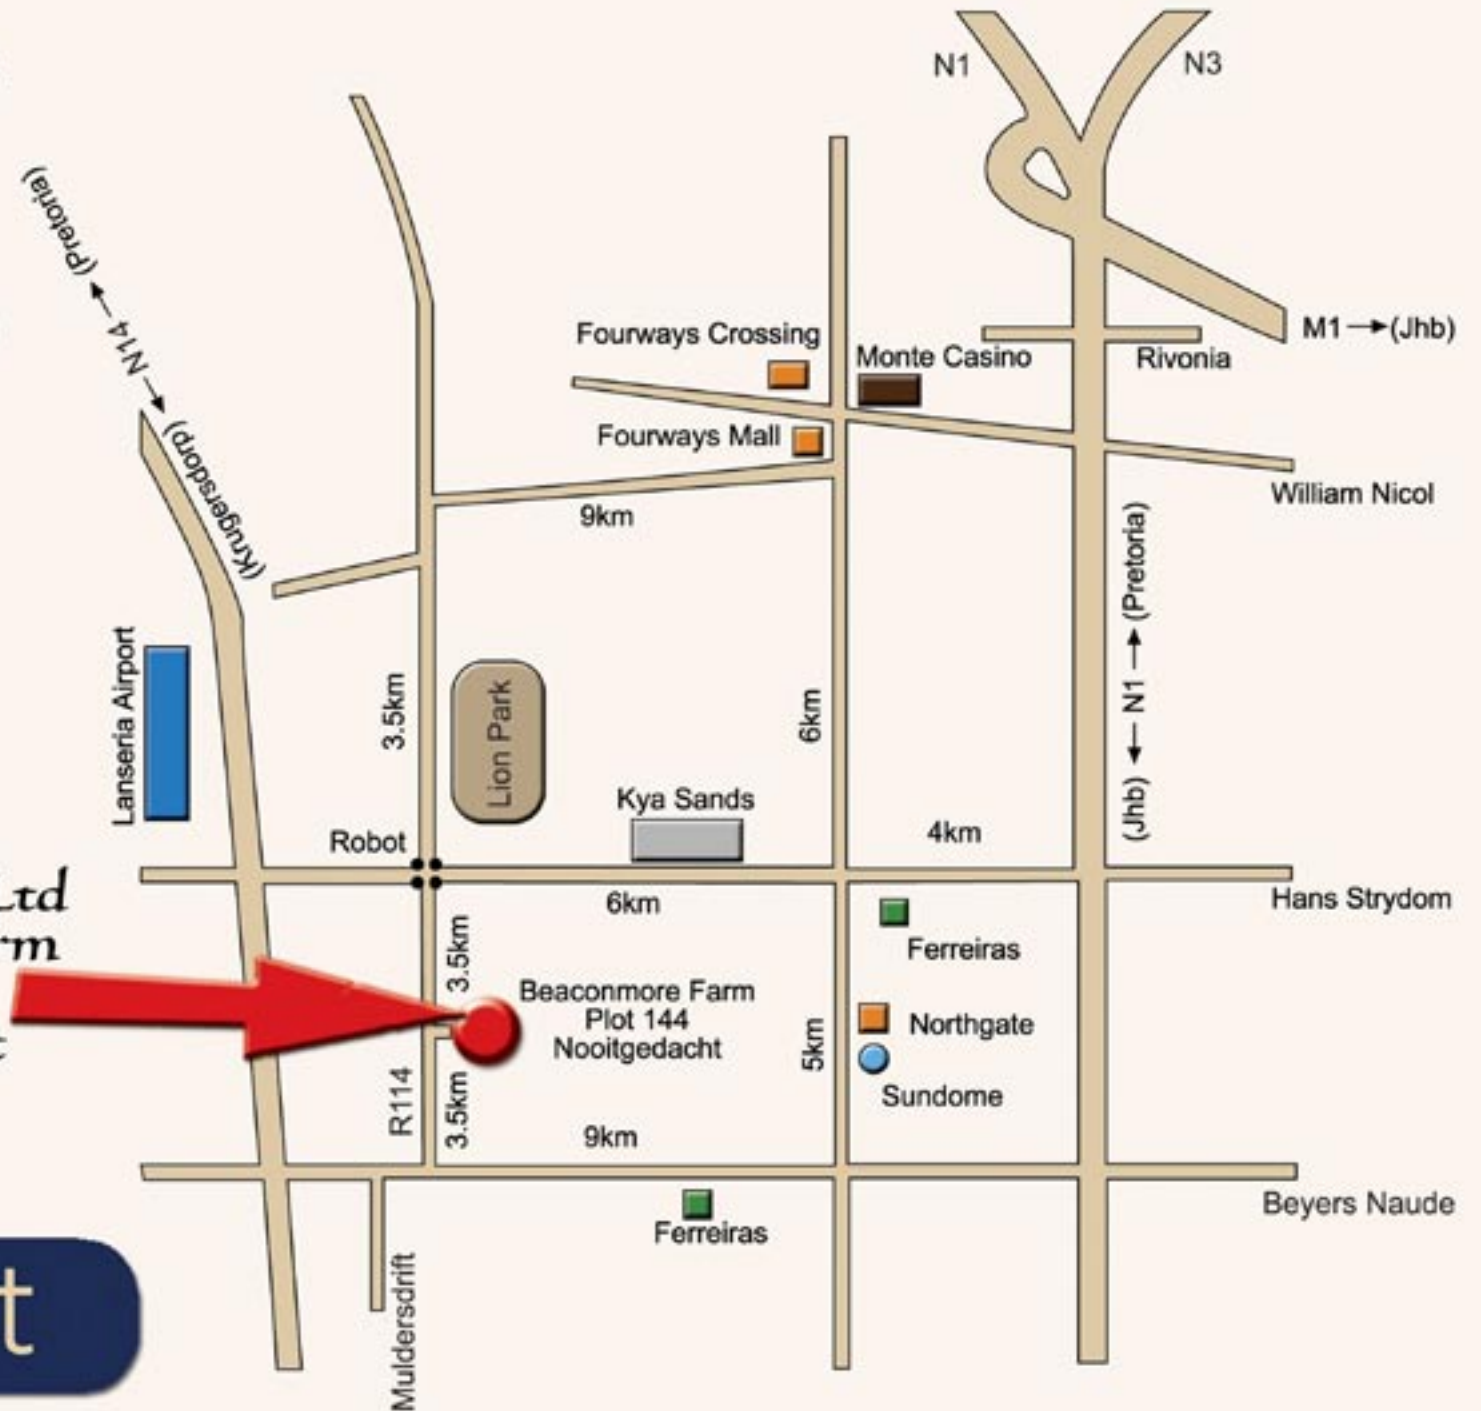 N1
N3
(Pretoria) ← N14 → (Krugersdorp)
M1→(Jhb)
Fourways Crossing
Monte Casino
Rivonia
Fourways Mall
William Nicol
9km
(Jhb) ← N1 → (Pretoria)
Lanseria Airport
3.5km
Lion Park
6km
Kya Sands
Robot
4km
Ltd
Hans Strydom
6km
rm
3.5km
Ferreiras
Beaconmore Farm
Plot 144
Nooitgedacht
Northgate
5km
Sundome
R114
3.5km
9km
Beyers Naude
Ferreiras
t
Muldersdrift